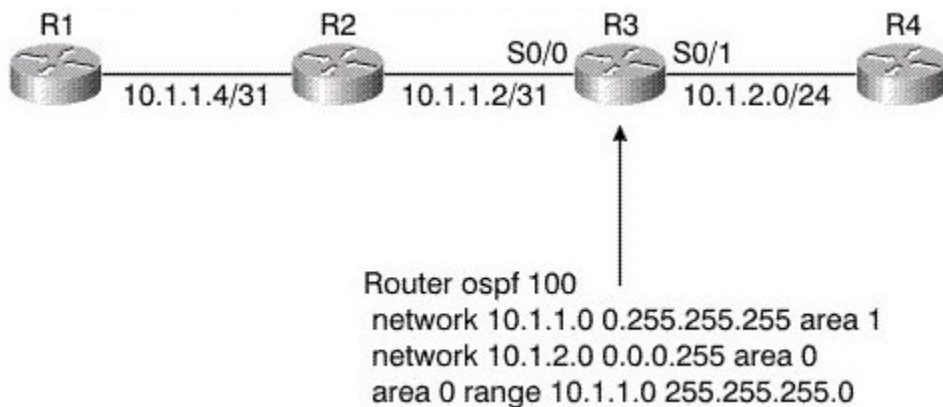 R1 R2 R3 R4
S0/0 S0/1
10.1.1.4/31 10.1.1.2/31 10.1.2.0/24
Router ospf 100
network 10.1.1.0 0.255.255.255 area 1
network 10.1.2.0 0.0.0.255 area 0
area 0 range 10.1.1.0 255.255.255.0